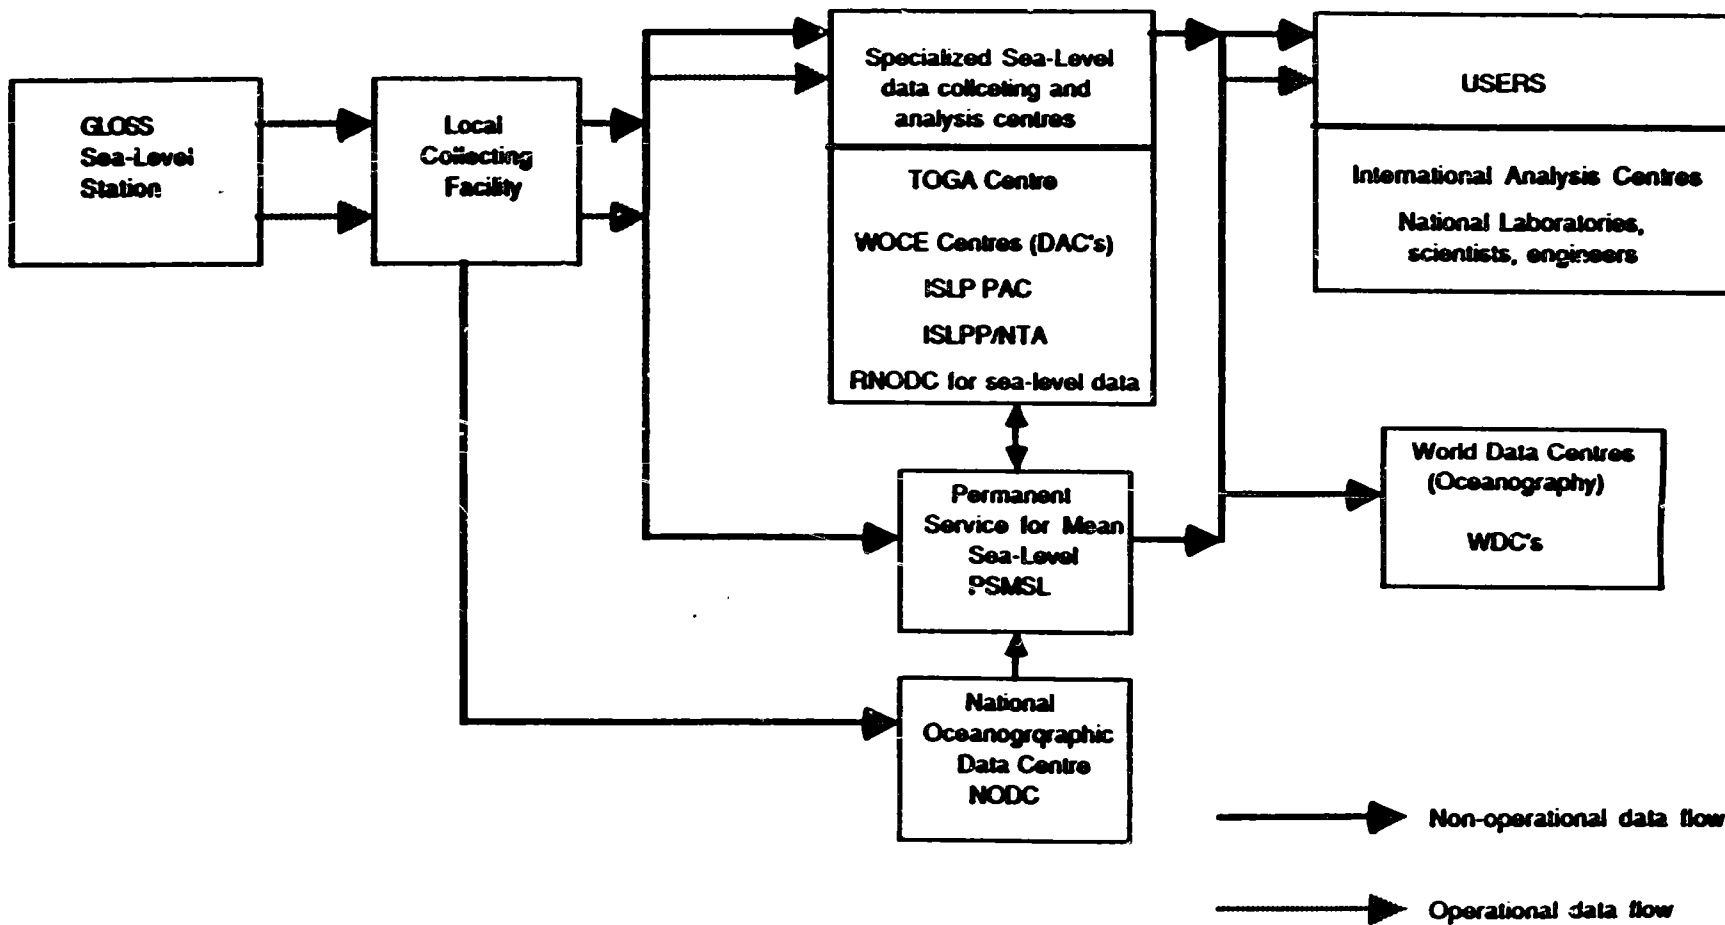 GLOSS
Sea-Level
Station
Local
Collecting
Facility
Specialized Sea-Level
data collceting and
analysis centres
TOGA Centre
WOCE Centres (DAC's)
ISLP PAC
ISLPP/NTA
RNODC for sea-level data
USERS
International Analysis Centres
National Laboratories,
scientists, engineers
Permanent
Service for Mean
Sea-Level
PSMSL
World Data Centres
(Oceanography)
WDC's
National
Oceanogrqraphic
Data Centre
NODC
Non-operational data flow
Operational data flow